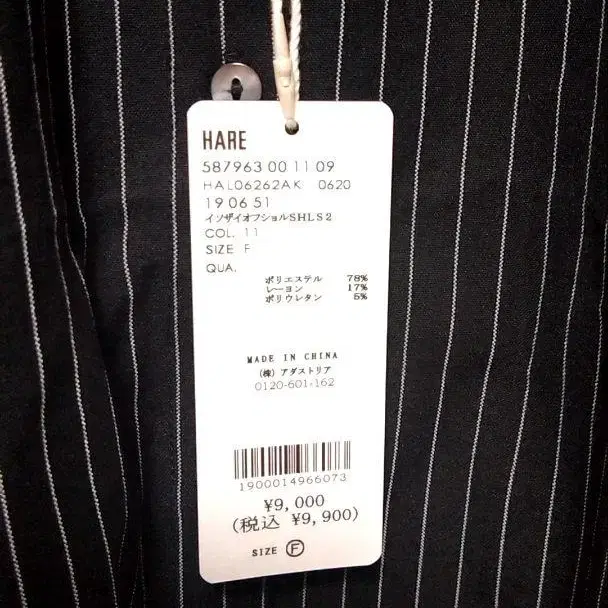 HARE
587963 00 11 09
HAL06262AK 0620
19 06 51
イソザイオフショルSHLS2
COL. 11
SIZE F
QUA.
ポリエステル 78%
レーヨン 17%
ポリウレタン 5%
MADE IN CHINA
(株)アダストリア
0120-601-162
1900014966073
¥9,000
(税込 ¥9,900)
SIZE F